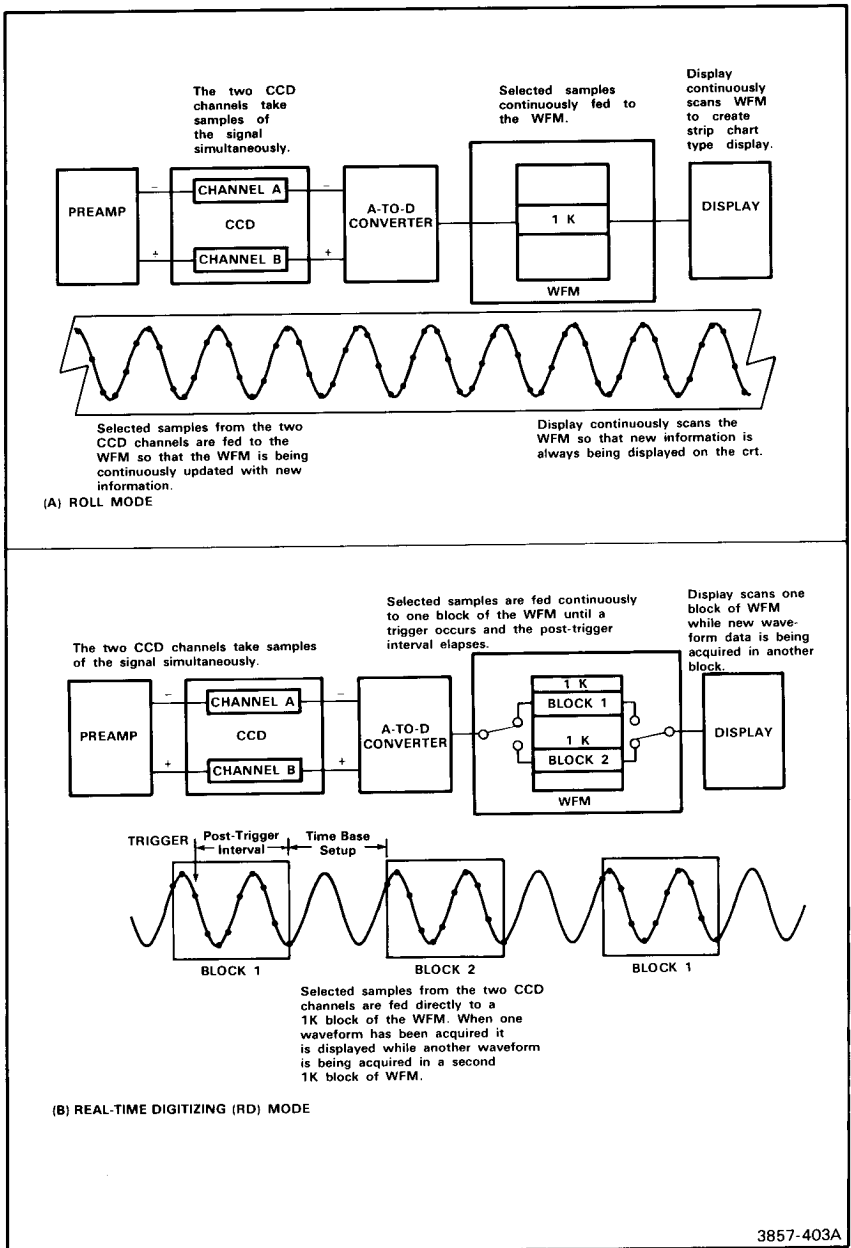 The two CCD
channels take
samples of
the signal
simultaneously.
Selected samples
continuously fed to
the WFM.
Display
continuously
scans WFM
to create
strip chart
type display.
PREAMP
−
+
CHANNEL A
CCD
CHANNEL B
−
+
A-TO-D
CONVERTER
1 K
WFM
DISPLAY
Selected samples from the two
CCD channels are fed to the
WFM so that the WFM is being
continuously updated with new
information.
Display continuously scans the
WFM so that new information is
always being displayed on the crt.
(A) ROLL MODE
The two CCD channels take samples
of the signal simultaneously.
Selected samples are fed continuously
to one block of the WFM until a
trigger occurs and the post-trigger
interval elapses.
Display scans one
block of WFM
while new wave-
form data is being
acquired in another
block.
PREAMP
−
+
CHANNEL A
CCD
CHANNEL B
−
+
A-TO-D
CONVERTER
1 K
BLOCK 1
1 K
BLOCK 2
WFM
DISPLAY
TRIGGER
Post-Trigger
Interval
Time Base
Setup
BLOCK 1
BLOCK 2
BLOCK 1
Selected samples from the two CCD
channels are fed directly to a
1K block of the WFM. When one
waveform has been acquired it
is displayed while another waveform
is being acquired in a second
1K block of WFM.
(B) REAL-TIME DIGITIZING (RD) MODE
3857-403A